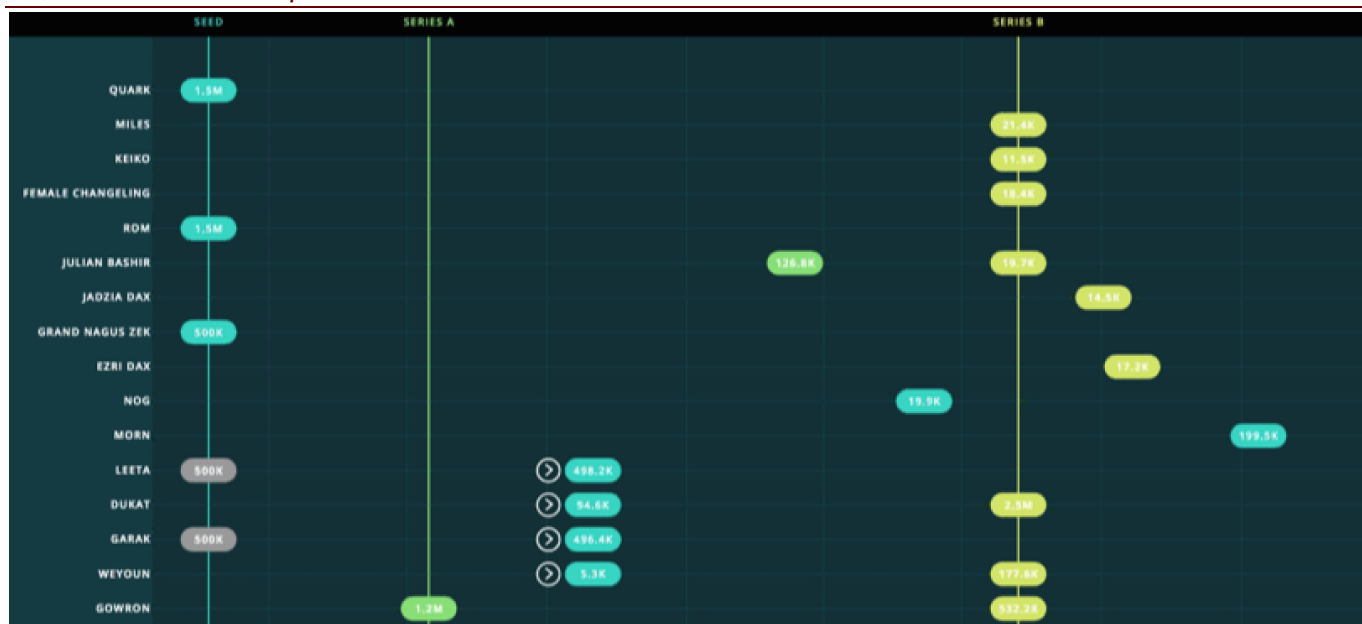 SEED SERIES A SERIES B
QUARK 1.5M
MILES 21.4K
KEIKO 11.5K
FEMALE CHANGELING 18.4K
ROM 1.5M
JULIAN BASHIR 126.8K 19.7K
JADZIA DAX 14.5K
GRAND NAGUS ZEK 500K
EZRI DAX 17.2K
NOG 19.9K
MORN 199.5K
LEETA 500K 498.2K
DUKAT 94.6K 2.5M
GARAK 500K 496.4K
WEYOUN 5.3K 177.6K
GOWRON 1.2M 532.2K